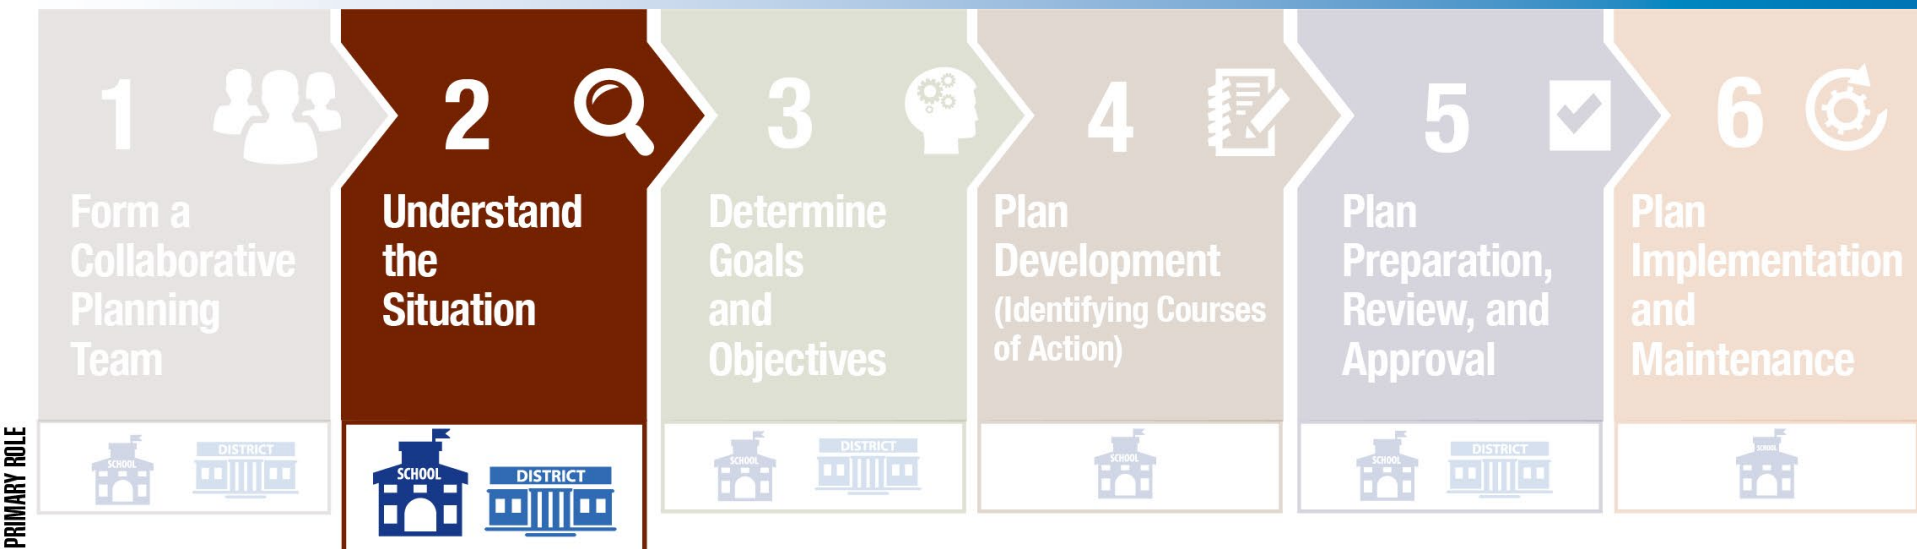 1
Form a
Collaborative
Planning
Team
2
Understand
the
Situation
3
Determine
Goals
and
Objectives
4
Plan
Development
(Identifying Courses
of Action)
5
Plan
Preparation,
Review, and
Approval
6
Plan
Implementation
and
Maintenance
PRIMARY ROLE
SCHOOL
DISTRICT
SCHOOL
DISTRICT
SCHOOL
DISTRICT
SCHOOL
SCHOOL
DISTRICT
SCHOOL